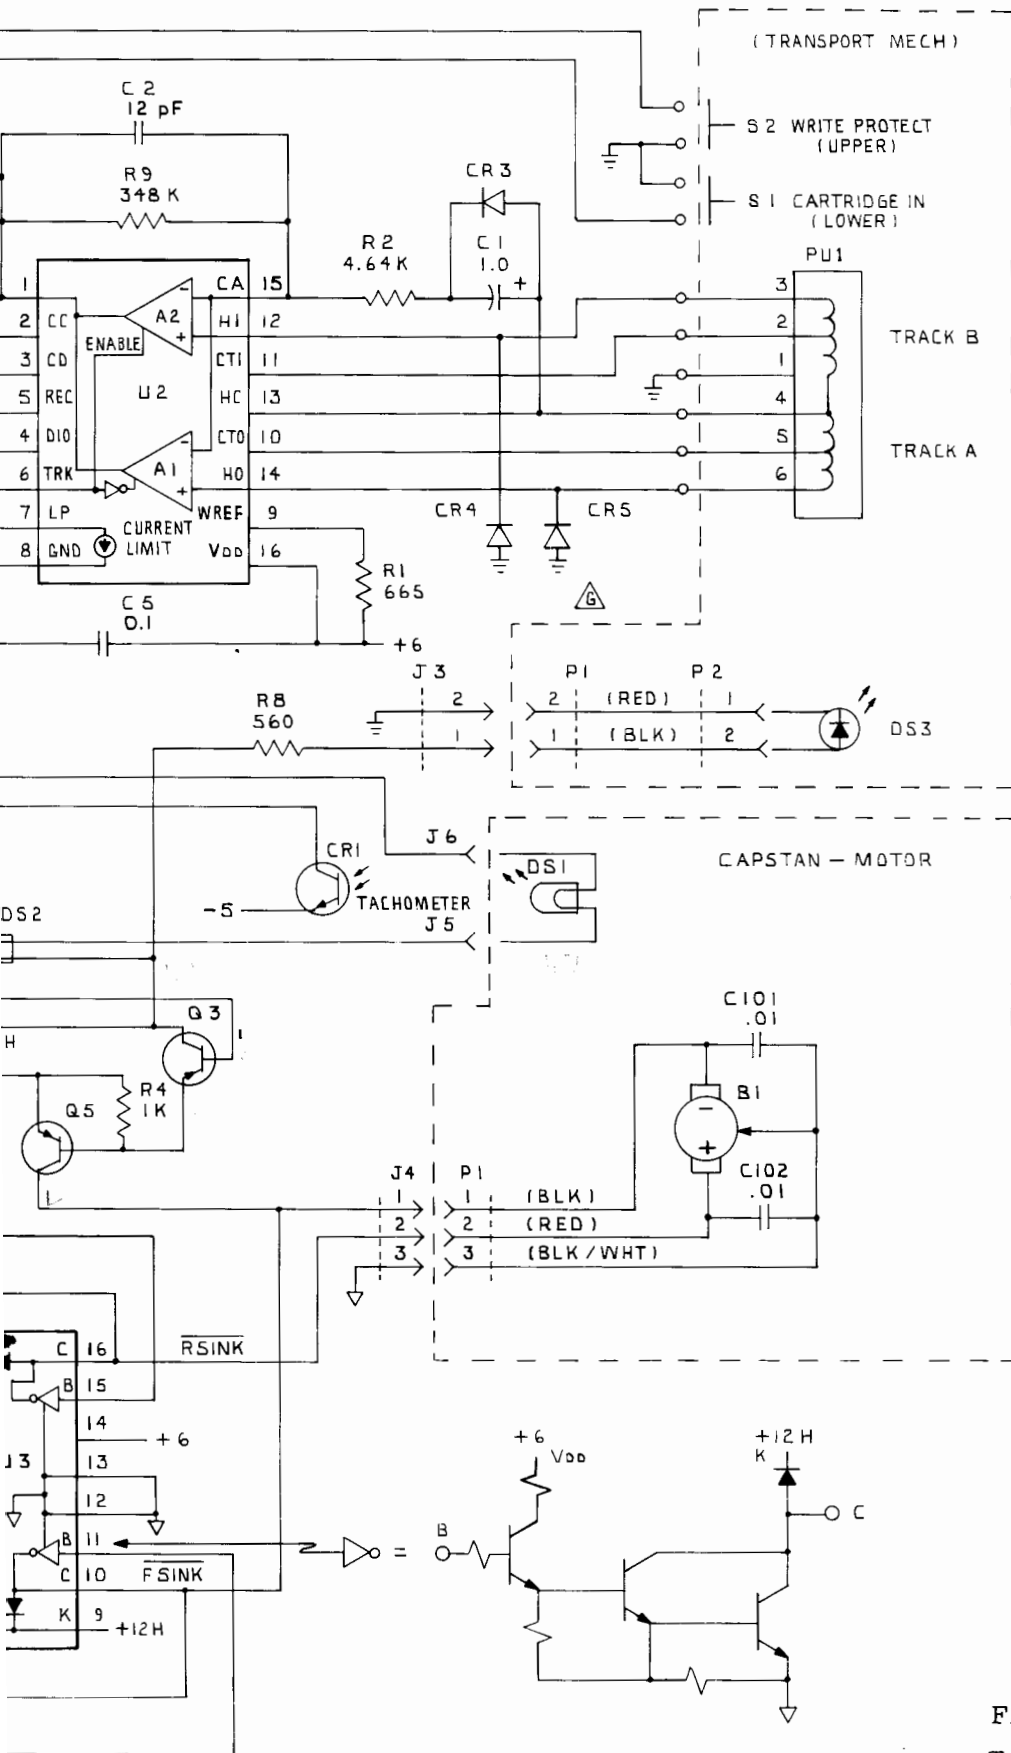 (TRANSPORT MECH)
C2
12 pF
S2 WRITE PROTECT
(UPPER)
R9
348K
CR3
S1 CARTRIDGE IN
(LOWER)
R2
4.64K
C1
1.0
+
PU1
1 CA 15 3
2 CC A2 HI 12 2
- +
ENABLE
TRACK B
3 CD CTI 11 1
U2
5 REC HC 13 4
4 DIO CTO 10 5
-
6 TRK A1 HO 14 6
+
TRACK A
7 LP WREF 9
CURRENT
LIMIT
8 GND VDD 16
CR4 CR5
R1
665
G
C5
0.1
+6
J3 P1 P2
R8
560
2 2 (RED) 1
1 1 (BLK) 2
DS3
J6
CR1
DS1
CAPSTAN - MOTOR
-5
TACHOMETER
J5
DS2
Q3
1
H
C101
.01
R4
1K
Q5
B1
-
+
C102
.01
J4 P1
1 1 (BLK)
2 2 (RED)
3 3 (BLK/WHT)
C 16 RSINK
B 15
14
+6
U3 13
12
B 11
C 10 FSINK
K 9
+12H
+6
VDD
+12H
K
C
B
=
F